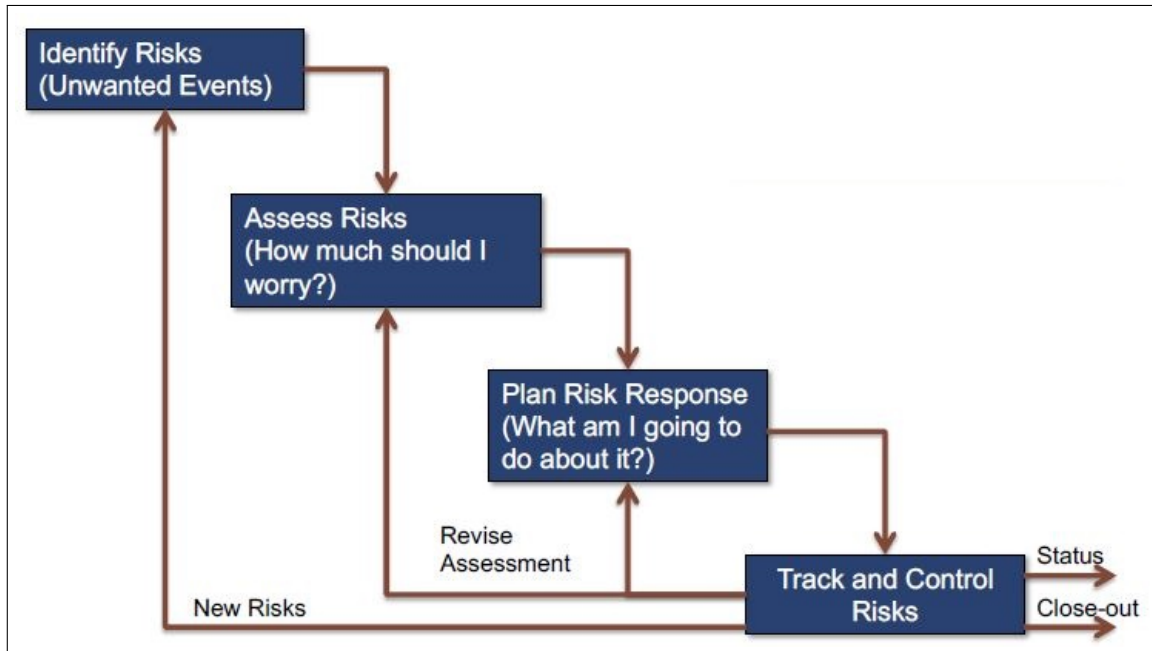 Identify Risks
(Unwanted Events)
Assess Risks
(How much should I
worry?)
Plan Risk Response
(What am I going to
do about it?)
Revise
Assessment
Track and Control
Risks
Status
Close-out
New Risks